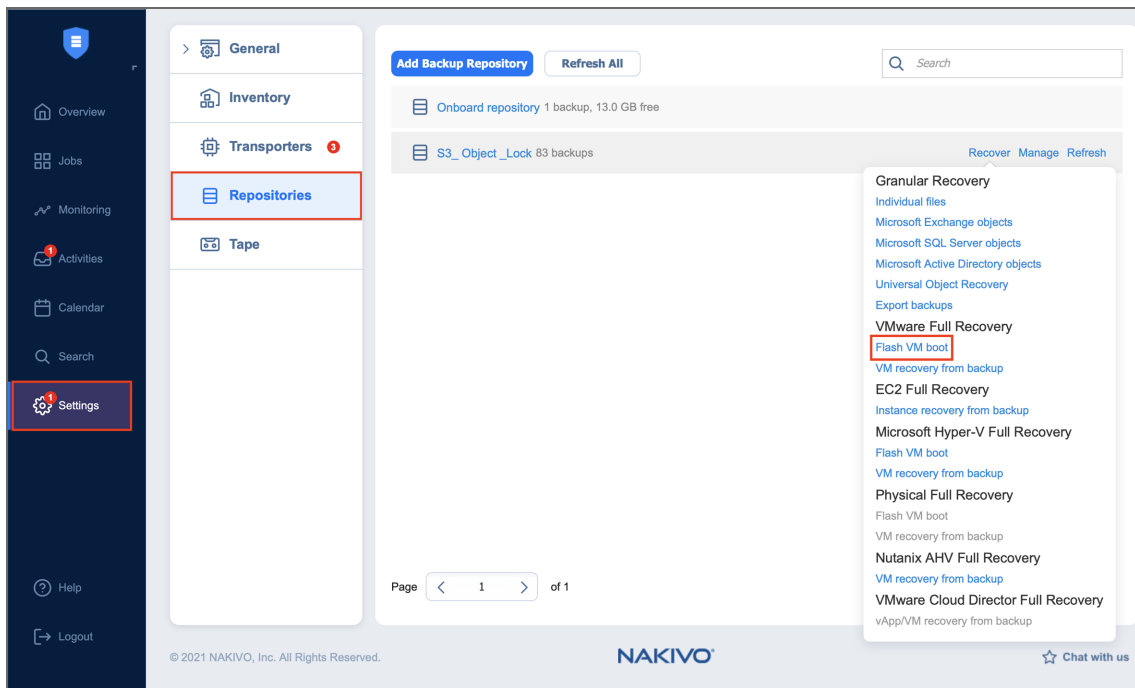 Overview
Jobs
Monitoring
1
Activities
Calendar
Search
1
Settings
Help
Logout
General
Inventory
Transporters 3
Repositories
Tape
Add Backup Repository
Refresh All
Search
Onboard repository 1 backup, 13.0 GB free
S3_ Object _Lock 83 backups
Recover Manage Refresh
Granular Recovery
Individual files
Microsoft Exchange objects
Microsoft SQL Server objects
Microsoft Active Directory objects
Universal Object Recovery
Export backups
VMware Full Recovery
Flash VM boot
VM recovery from backup
EC2 Full Recovery
Instance recovery from backup
Microsoft Hyper-V Full Recovery
Flash VM boot
VM recovery from backup
Physical Full Recovery
Flash VM boot
VM recovery from backup
Nutanix AHV Full Recovery
VM recovery from backup
VMware Cloud Director Full Recovery
vApp/VM recovery from backup
Page 1 of 1
© 2021 NAKIVO, Inc. All Rights Reserved.
NAKIVO
Chat with us